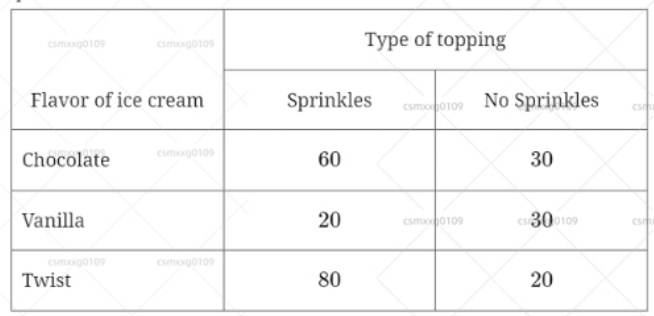 Type of topping
Flavor of ice cream Sprinkles No Sprinkles
Chocolate 60 30
Vanilla 20 30
Twist 80 20
csmxxg0109 csmxxg0109
csmxxg0109
csmxxg0109 csmxxg0109
csmxxg0109
csmxxg0109 csmxxg0109